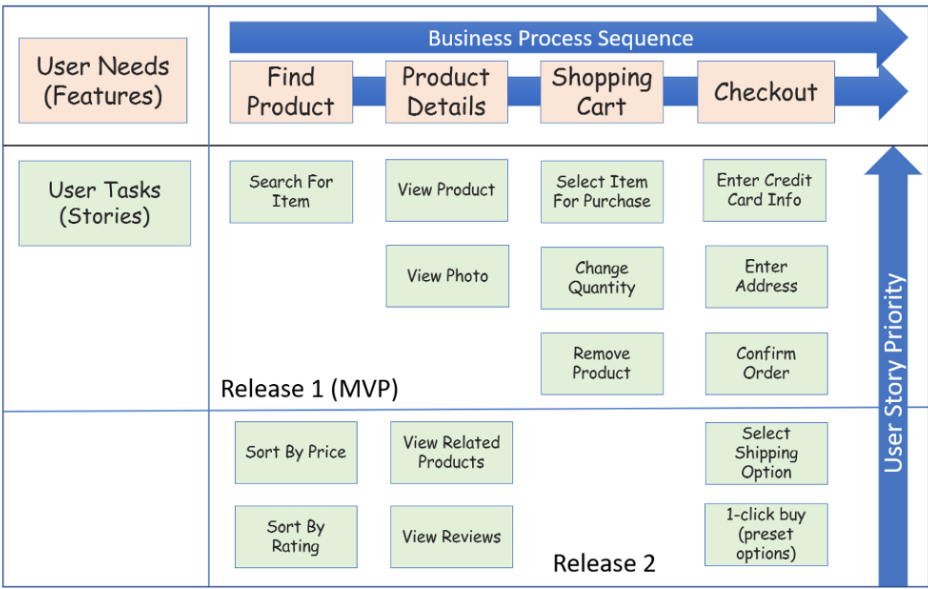 Business Process Sequence
User Needs
(Features)
Find
Product
Product
Details
Shopping
Cart
Checkout
User Tasks
(Stories)
Search For
Item
View Product
Select Item
For Purchase
Enter Credit
Card Info
View Photo
Change
Quantity
Enter
Address
Remove
Product
Confirm
Order
Release 1 (MVP)
User Story Priority
Sort By Price
View Related
Products
Select
Shipping
Option
Sort By
Rating
View Reviews
1-click buy
(preset
options)
Release 2